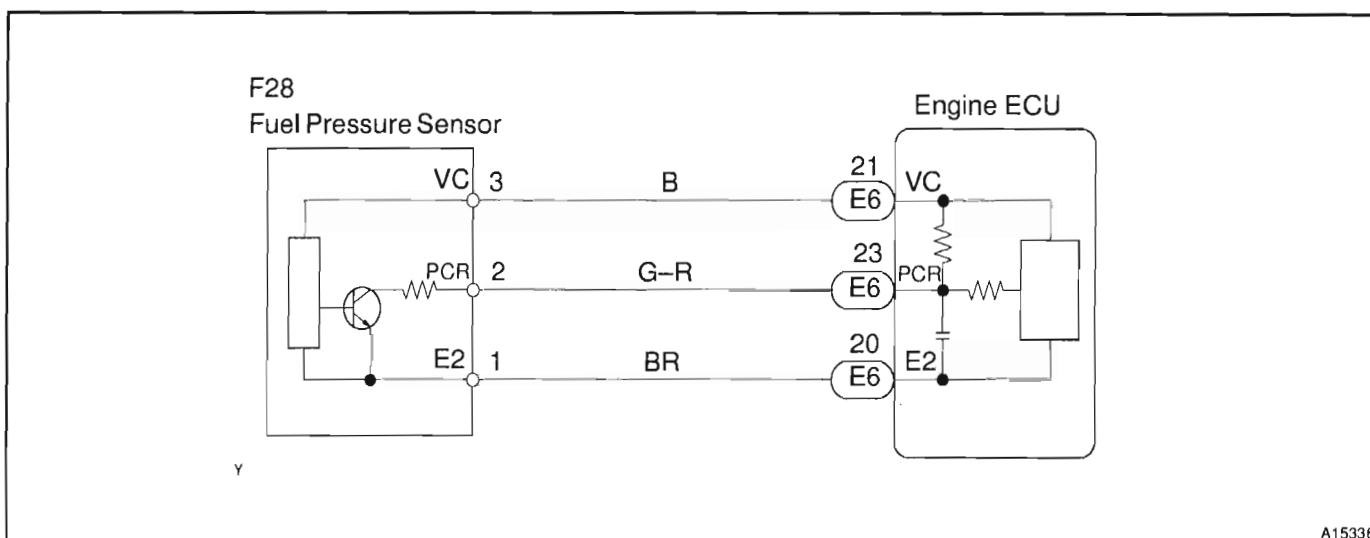 F28
Fuel Pressure Sensor
Engine ECU
VC 3 B 21 E6 VC
PCR 2 G–R 23 E6 PCR
E2 1 BR 20 E6 E2
Y
A15336